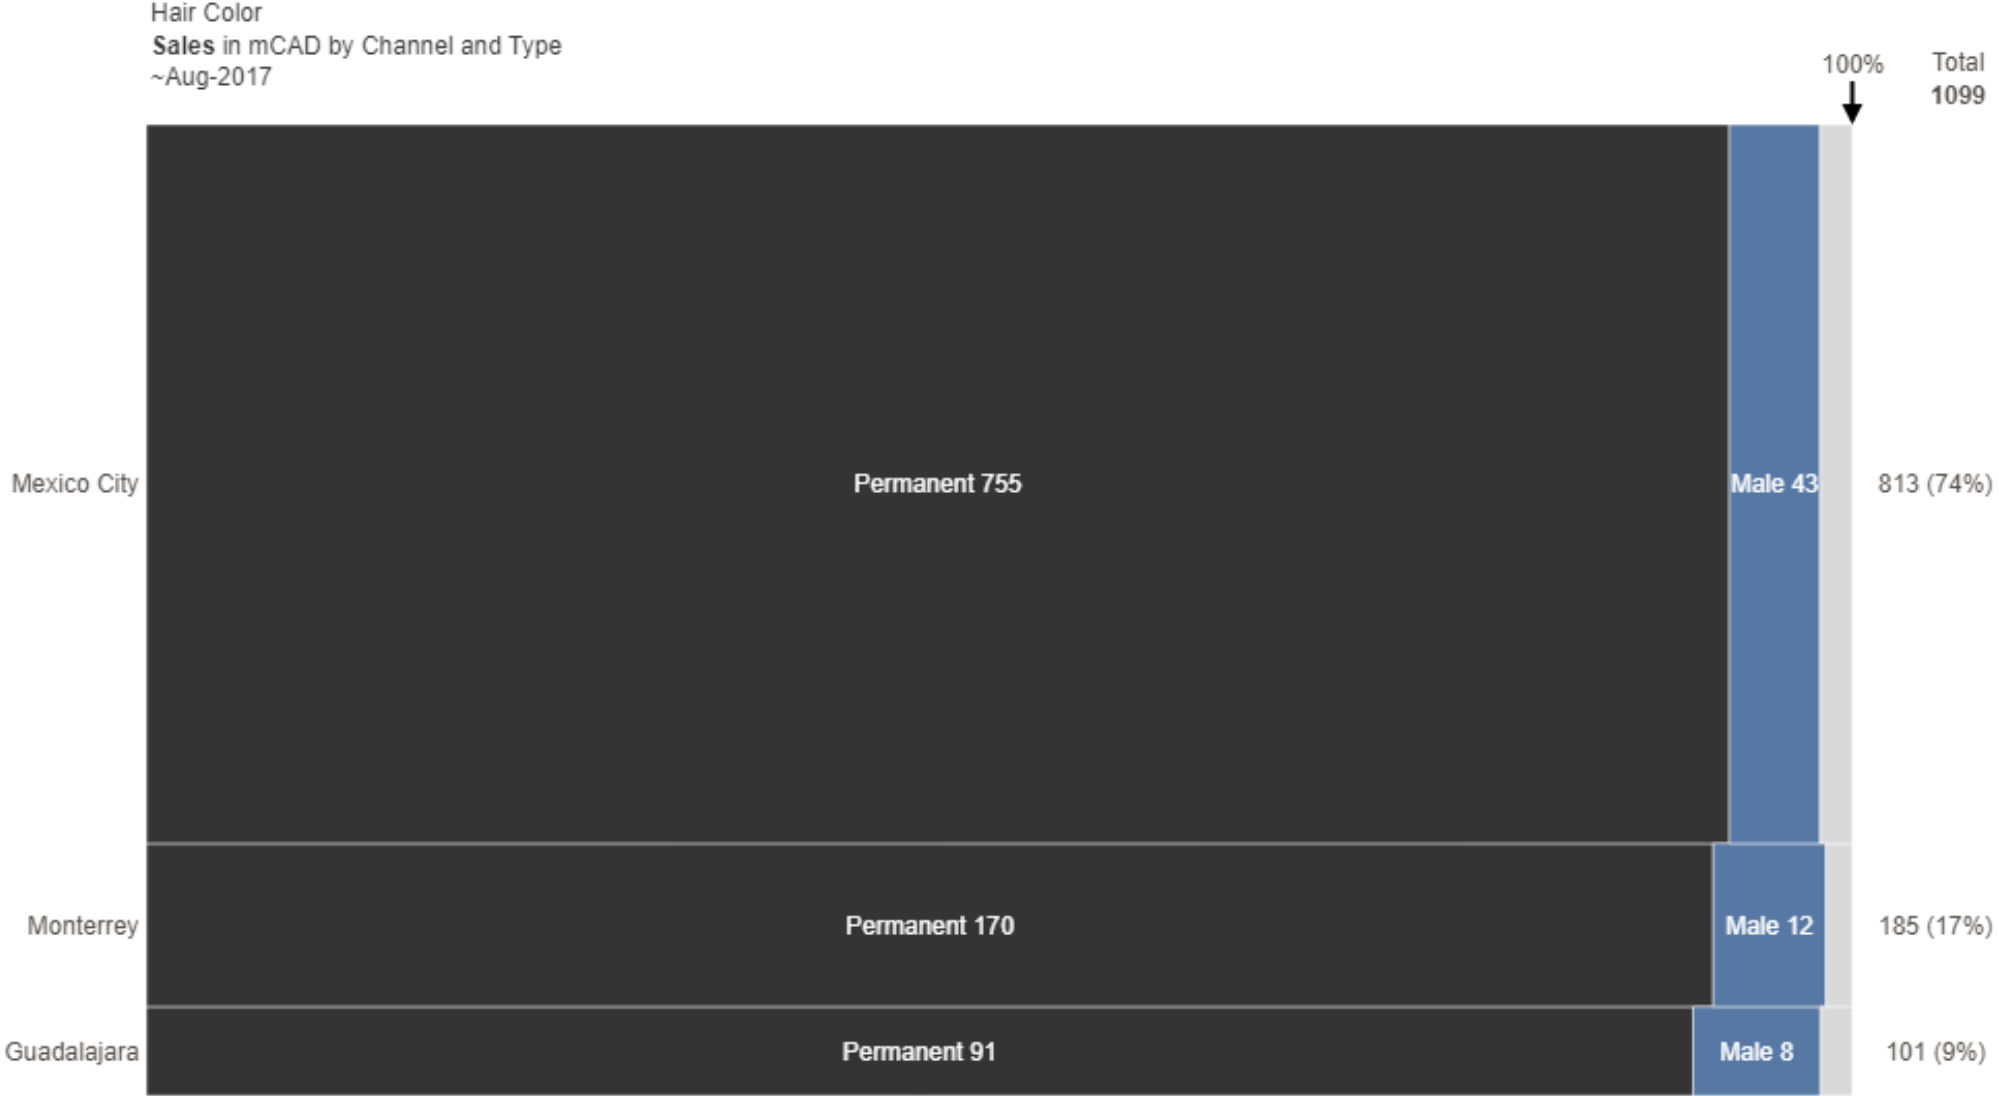 Hair Color
Sales in mCAD by Channel and Type
~Aug-2017
100%
Total
1099
Mexico City
Permanent 755
Male 43
813 (74%)
Monterrey
Permanent 170
Male 12
185 (17%)
Guadalajara
Permanent 91
Male 8
101 (9%)